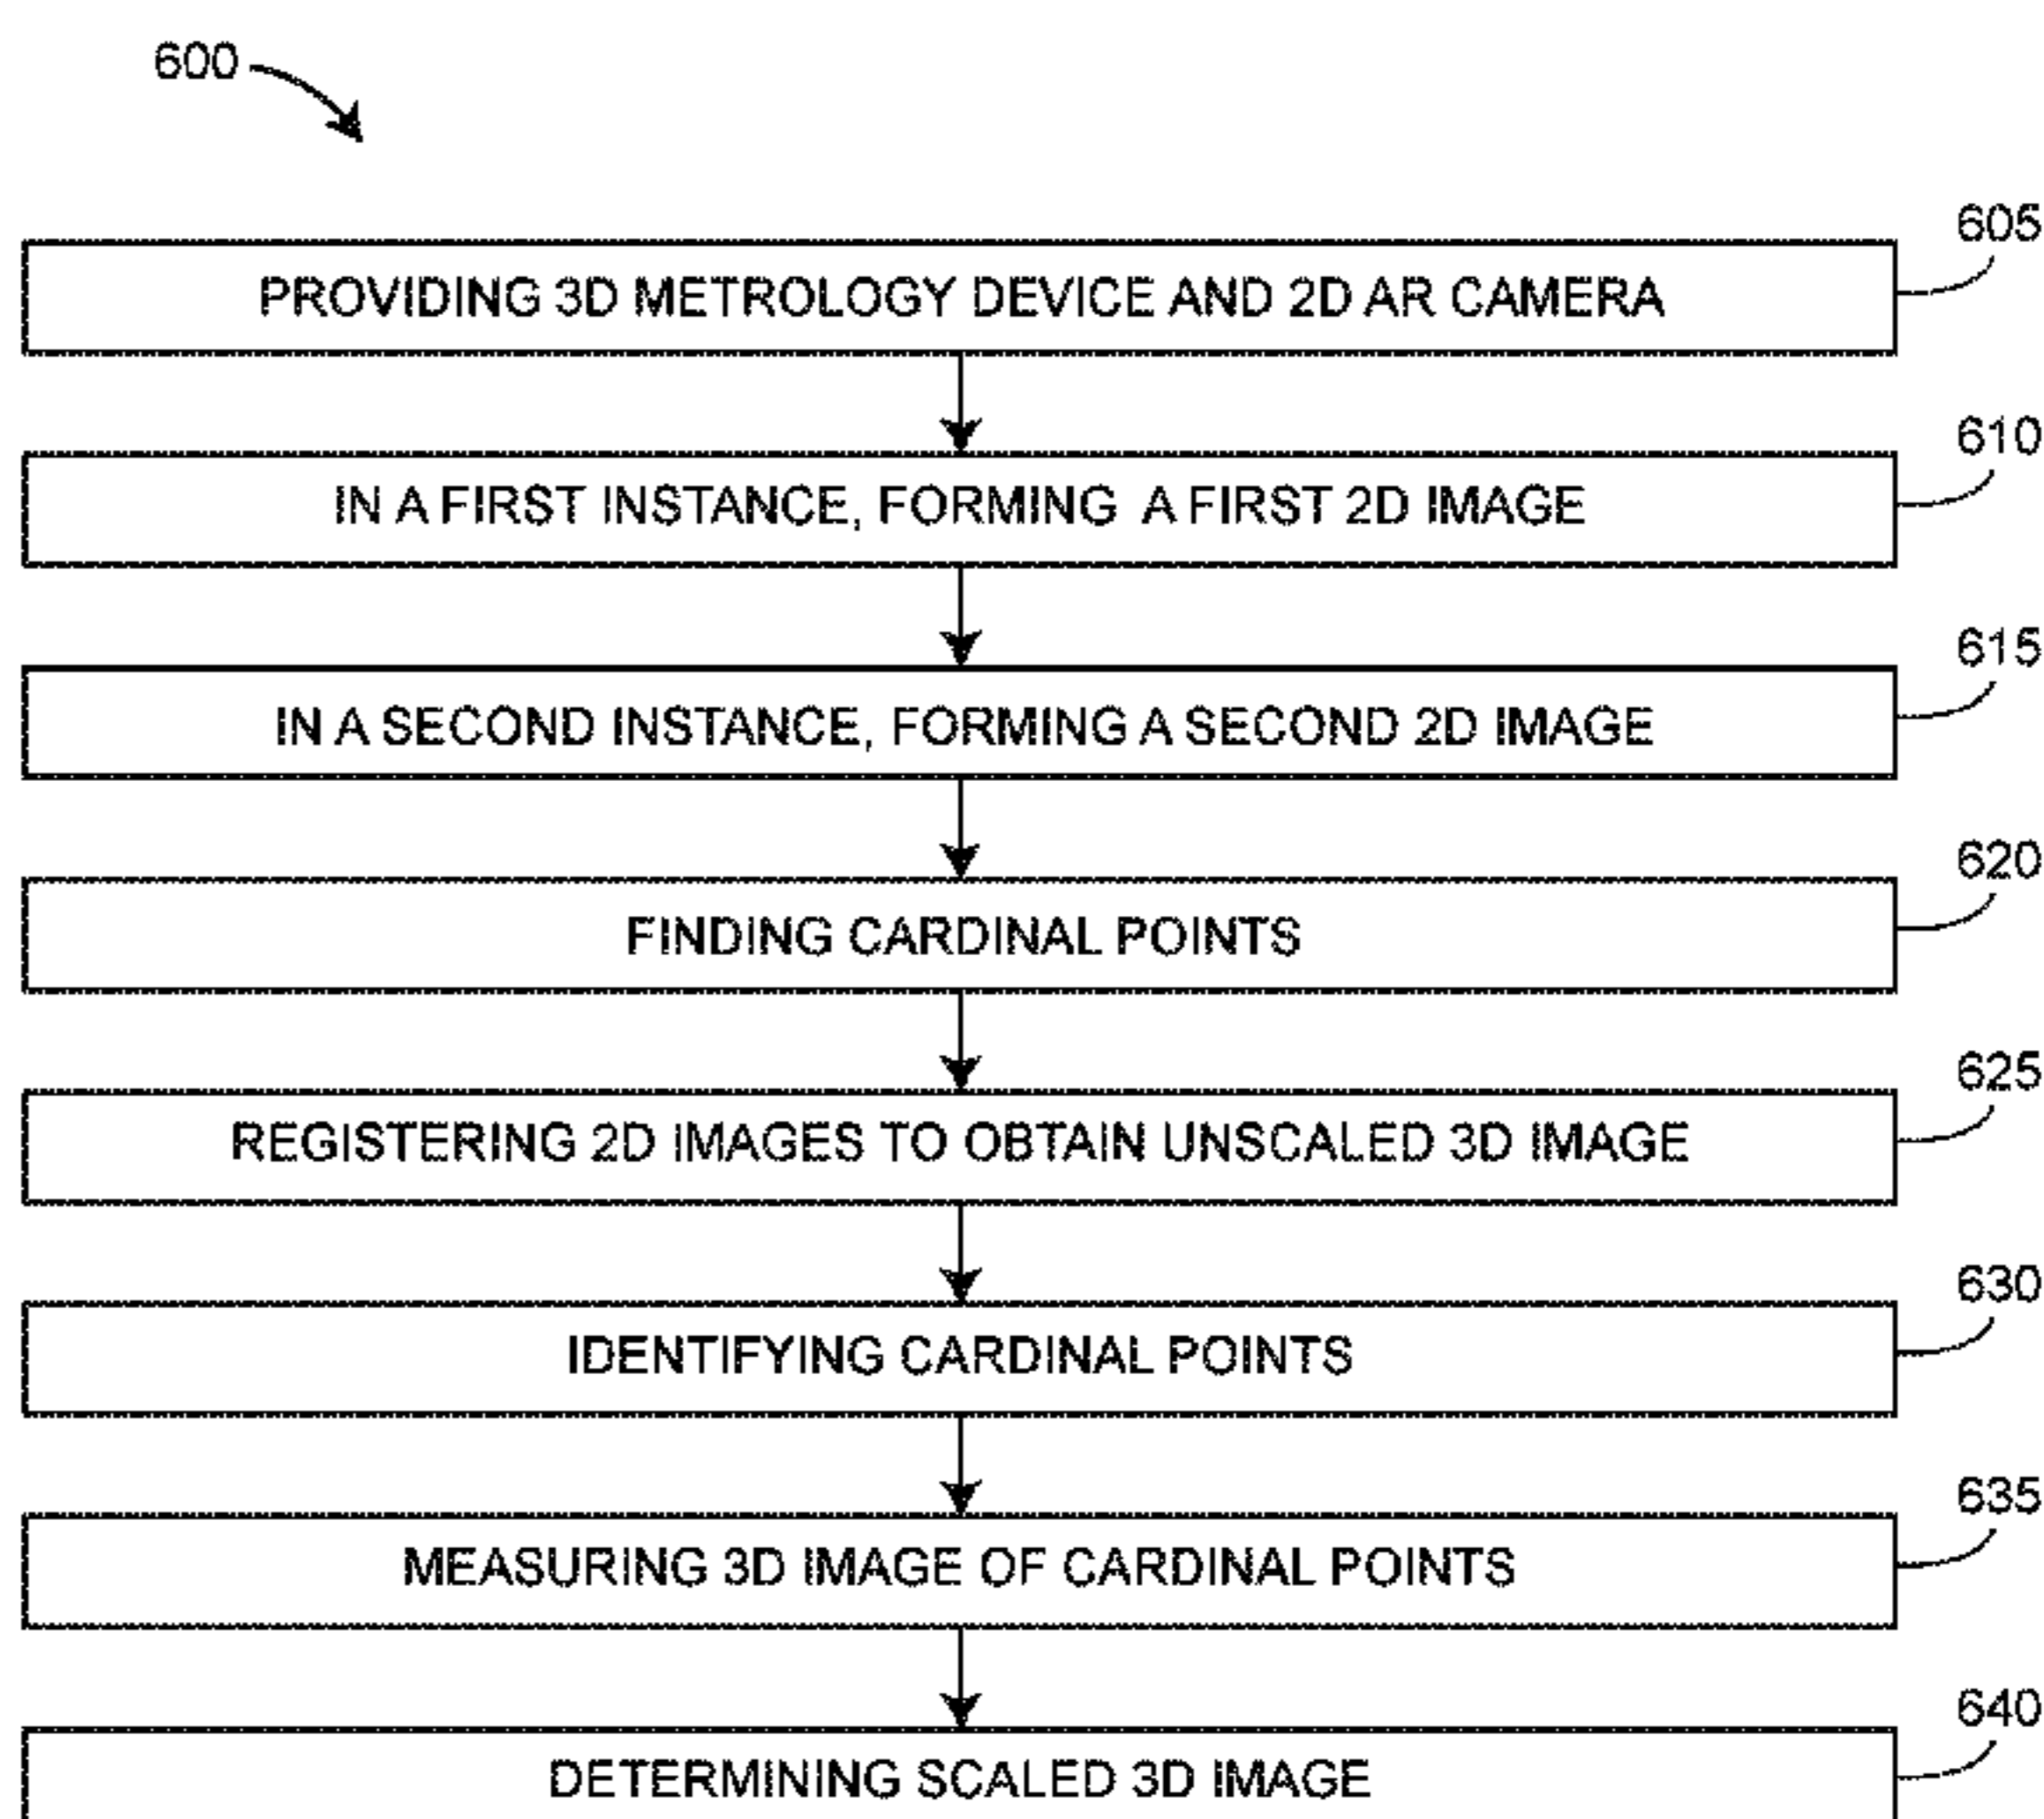 600
605
PROVIDING 3D METROLOGY DEVICE AND 2D AR CAMERA
610
IN A FIRST INSTANCE, FORMING A FIRST 2D IMAGE
615
IN A SECOND INSTANCE, FORMING A SECOND 2D IMAGE
620
FINDING CARDINAL POINTS
625
REGISTERING 2D IMAGES TO OBTAIN UNSCALED 3D IMAGE
630
IDENTIFYING CARDINAL POINTS
635
MEASURING 3D IMAGE OF CARDINAL POINTS
640
DETERMINING SCALED 3D IMAGE